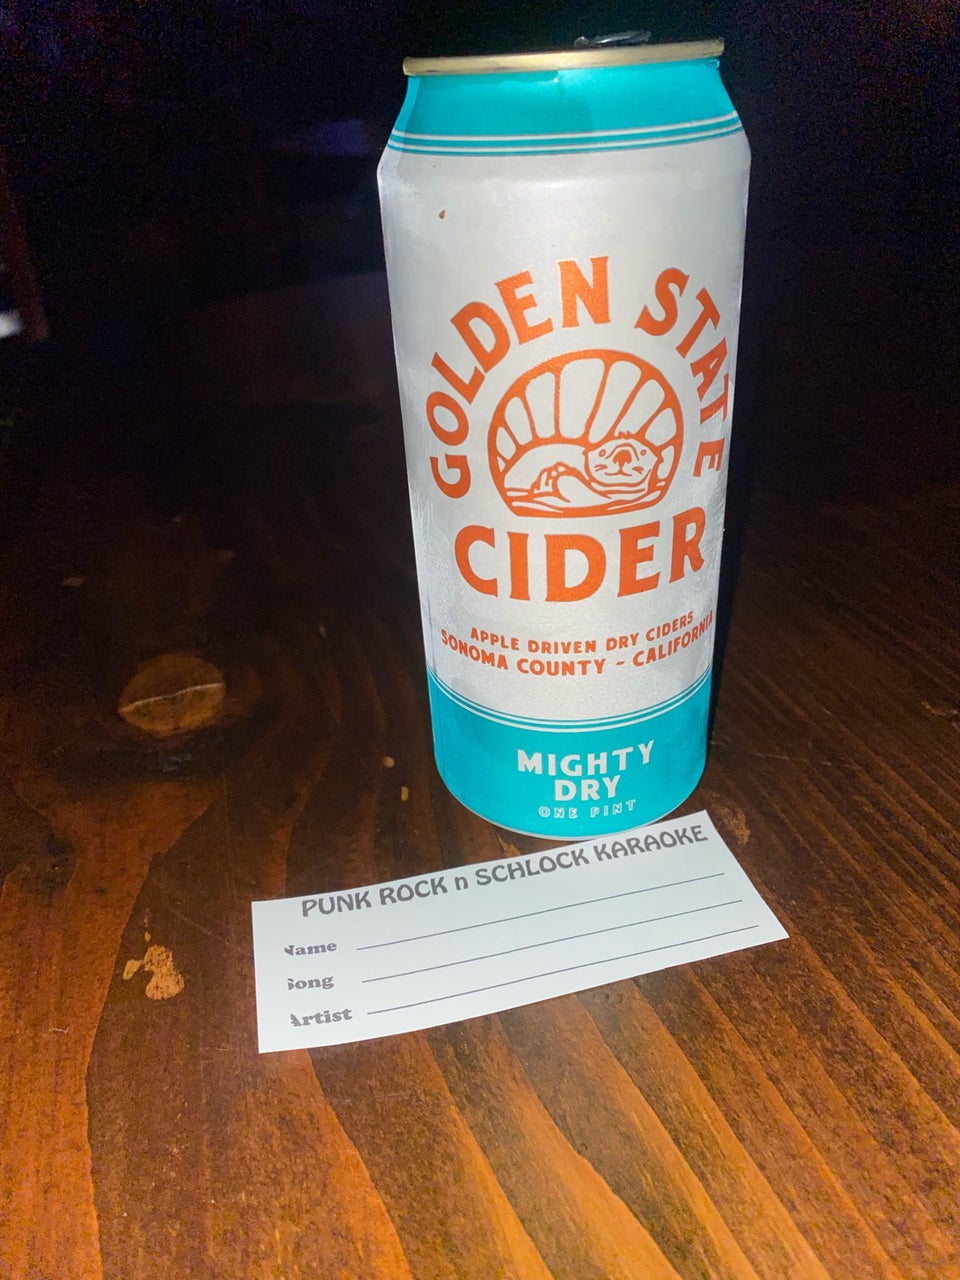 GOLDEN STATE
CIDER
APPLE DRIVEN DRY CIDERS
SONOMA COUNTY - CALIFORNIA
MIGHTY
DRY
ONE PINT
PUNK ROCK n SCHLOCK KARAOKE
Name
Song
Artist